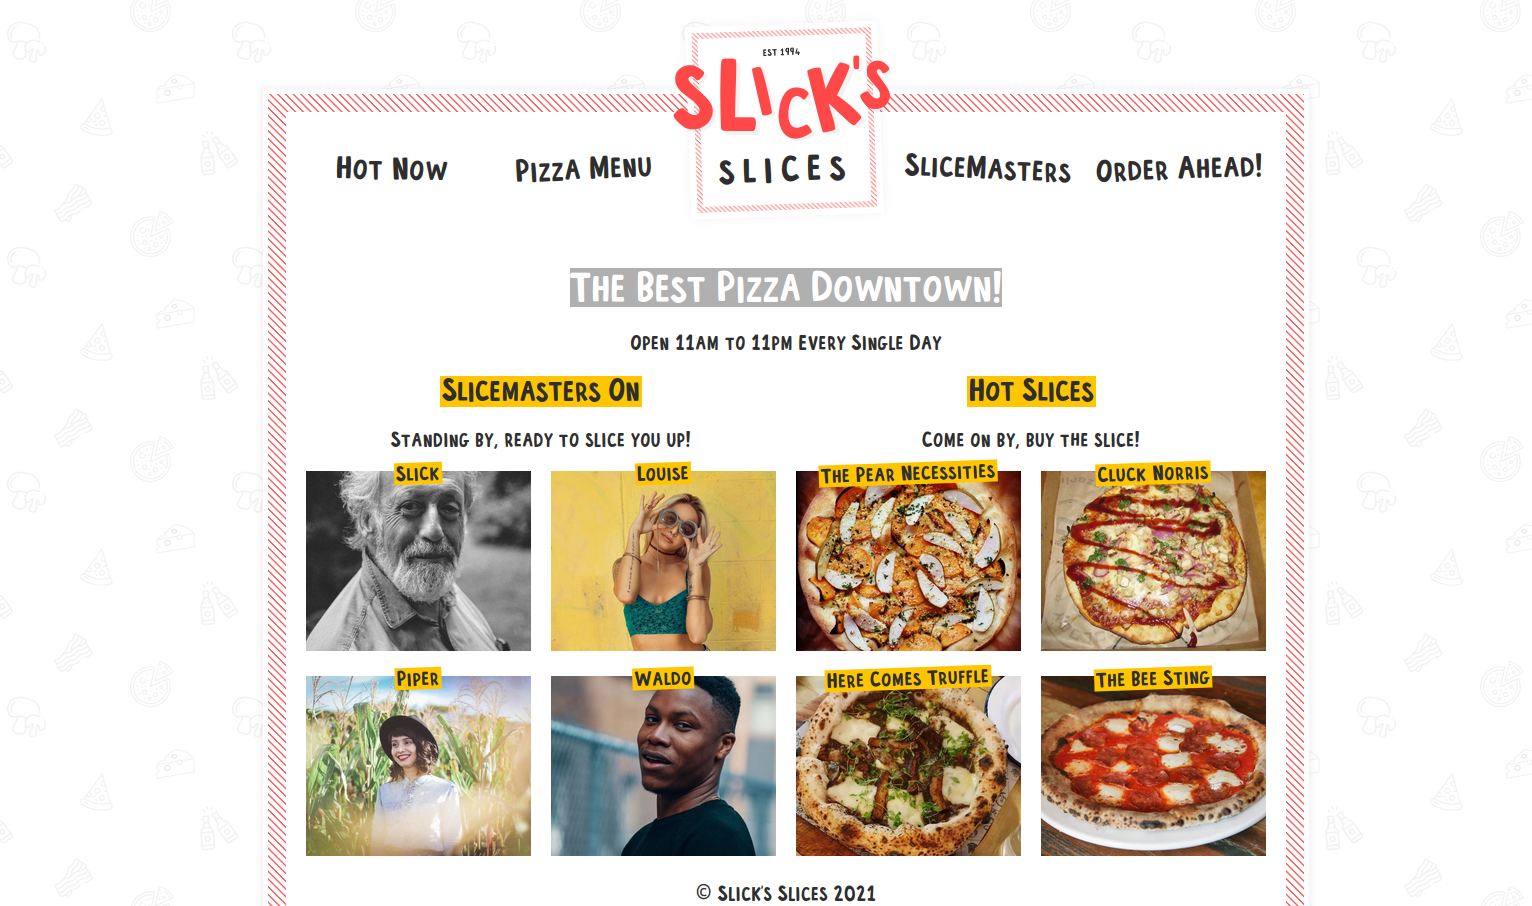 EST 1994
SLICK'S
SLICES
Hot Now
Pizza Menu
SliceMasters
Order Ahead!
The Best Pizza Downtown!
Open 11am to 11pm Every Single Day
Slicemasters On
Standing by, ready to slice you up!
Slick
Louise
Piper
Waldo
Hot Slices
Come on by, buy the slice!
The Pear Necessities
Cluck Norris
Here Comes Truffle
The Bee Sting
© Slick's Slices 2021